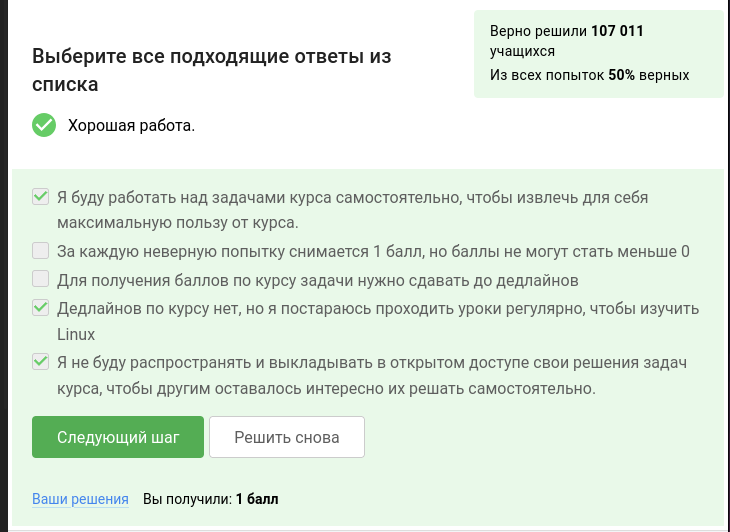 Верно решили 107 011
учащихся
Из всех попыток 50% верных
Выберите все подходящие ответы из
списка
Хорошая работа.
Я буду работать над задачами курса самостоятельно, чтобы извлечь для себя
максимальную пользу от курса.
За каждую неверную попытку снимается 1 балл, но баллы не могут стать меньше 0
Для получения баллов по курсу задачи нужно сдавать до дедлайнов
Дедлайнов по курсу нет, но я постараюсь проходить уроки регулярно, чтобы изучить
Linux
Я не буду распространять и выкладывать в открытом доступе свои решения задач
курса, чтобы другим оставалось интересно их решать самостоятельно.
Следующий шаг
Решить снова
Ваши решения Вы получили: 1 балл